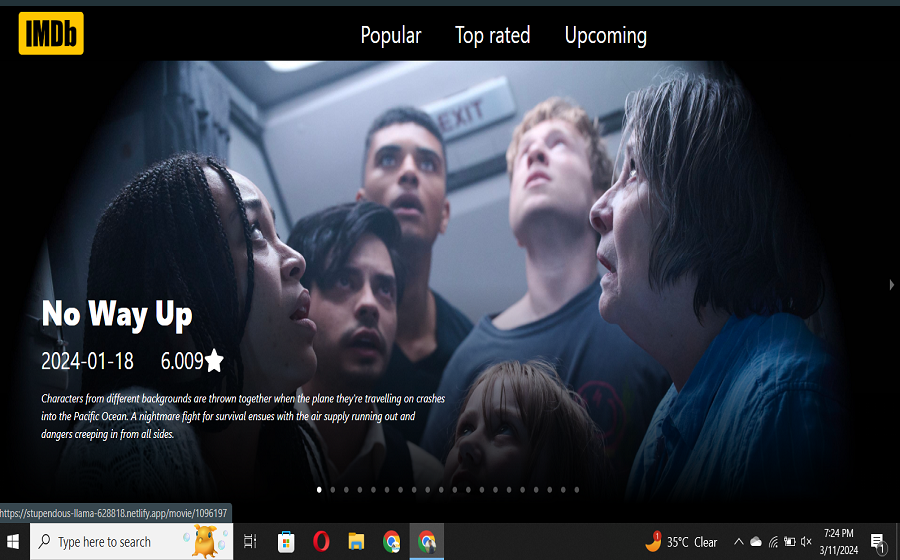 IMDb
Popular Top rated Upcoming
EXIT
No Way Up
2024-01-18 6.009
Characters from different backgrounds are thrown together when the plane they're travelling on crashes
into the Pacific Ocean. A nightmare fight for survival ensues with the air supply running out and
dangers creeping in from all sides.
https://stupendous-llama-628818.netlify.app/movie/1096197
Type here to search
1
35°C Clear
7:24 PM
3/11/2024
1